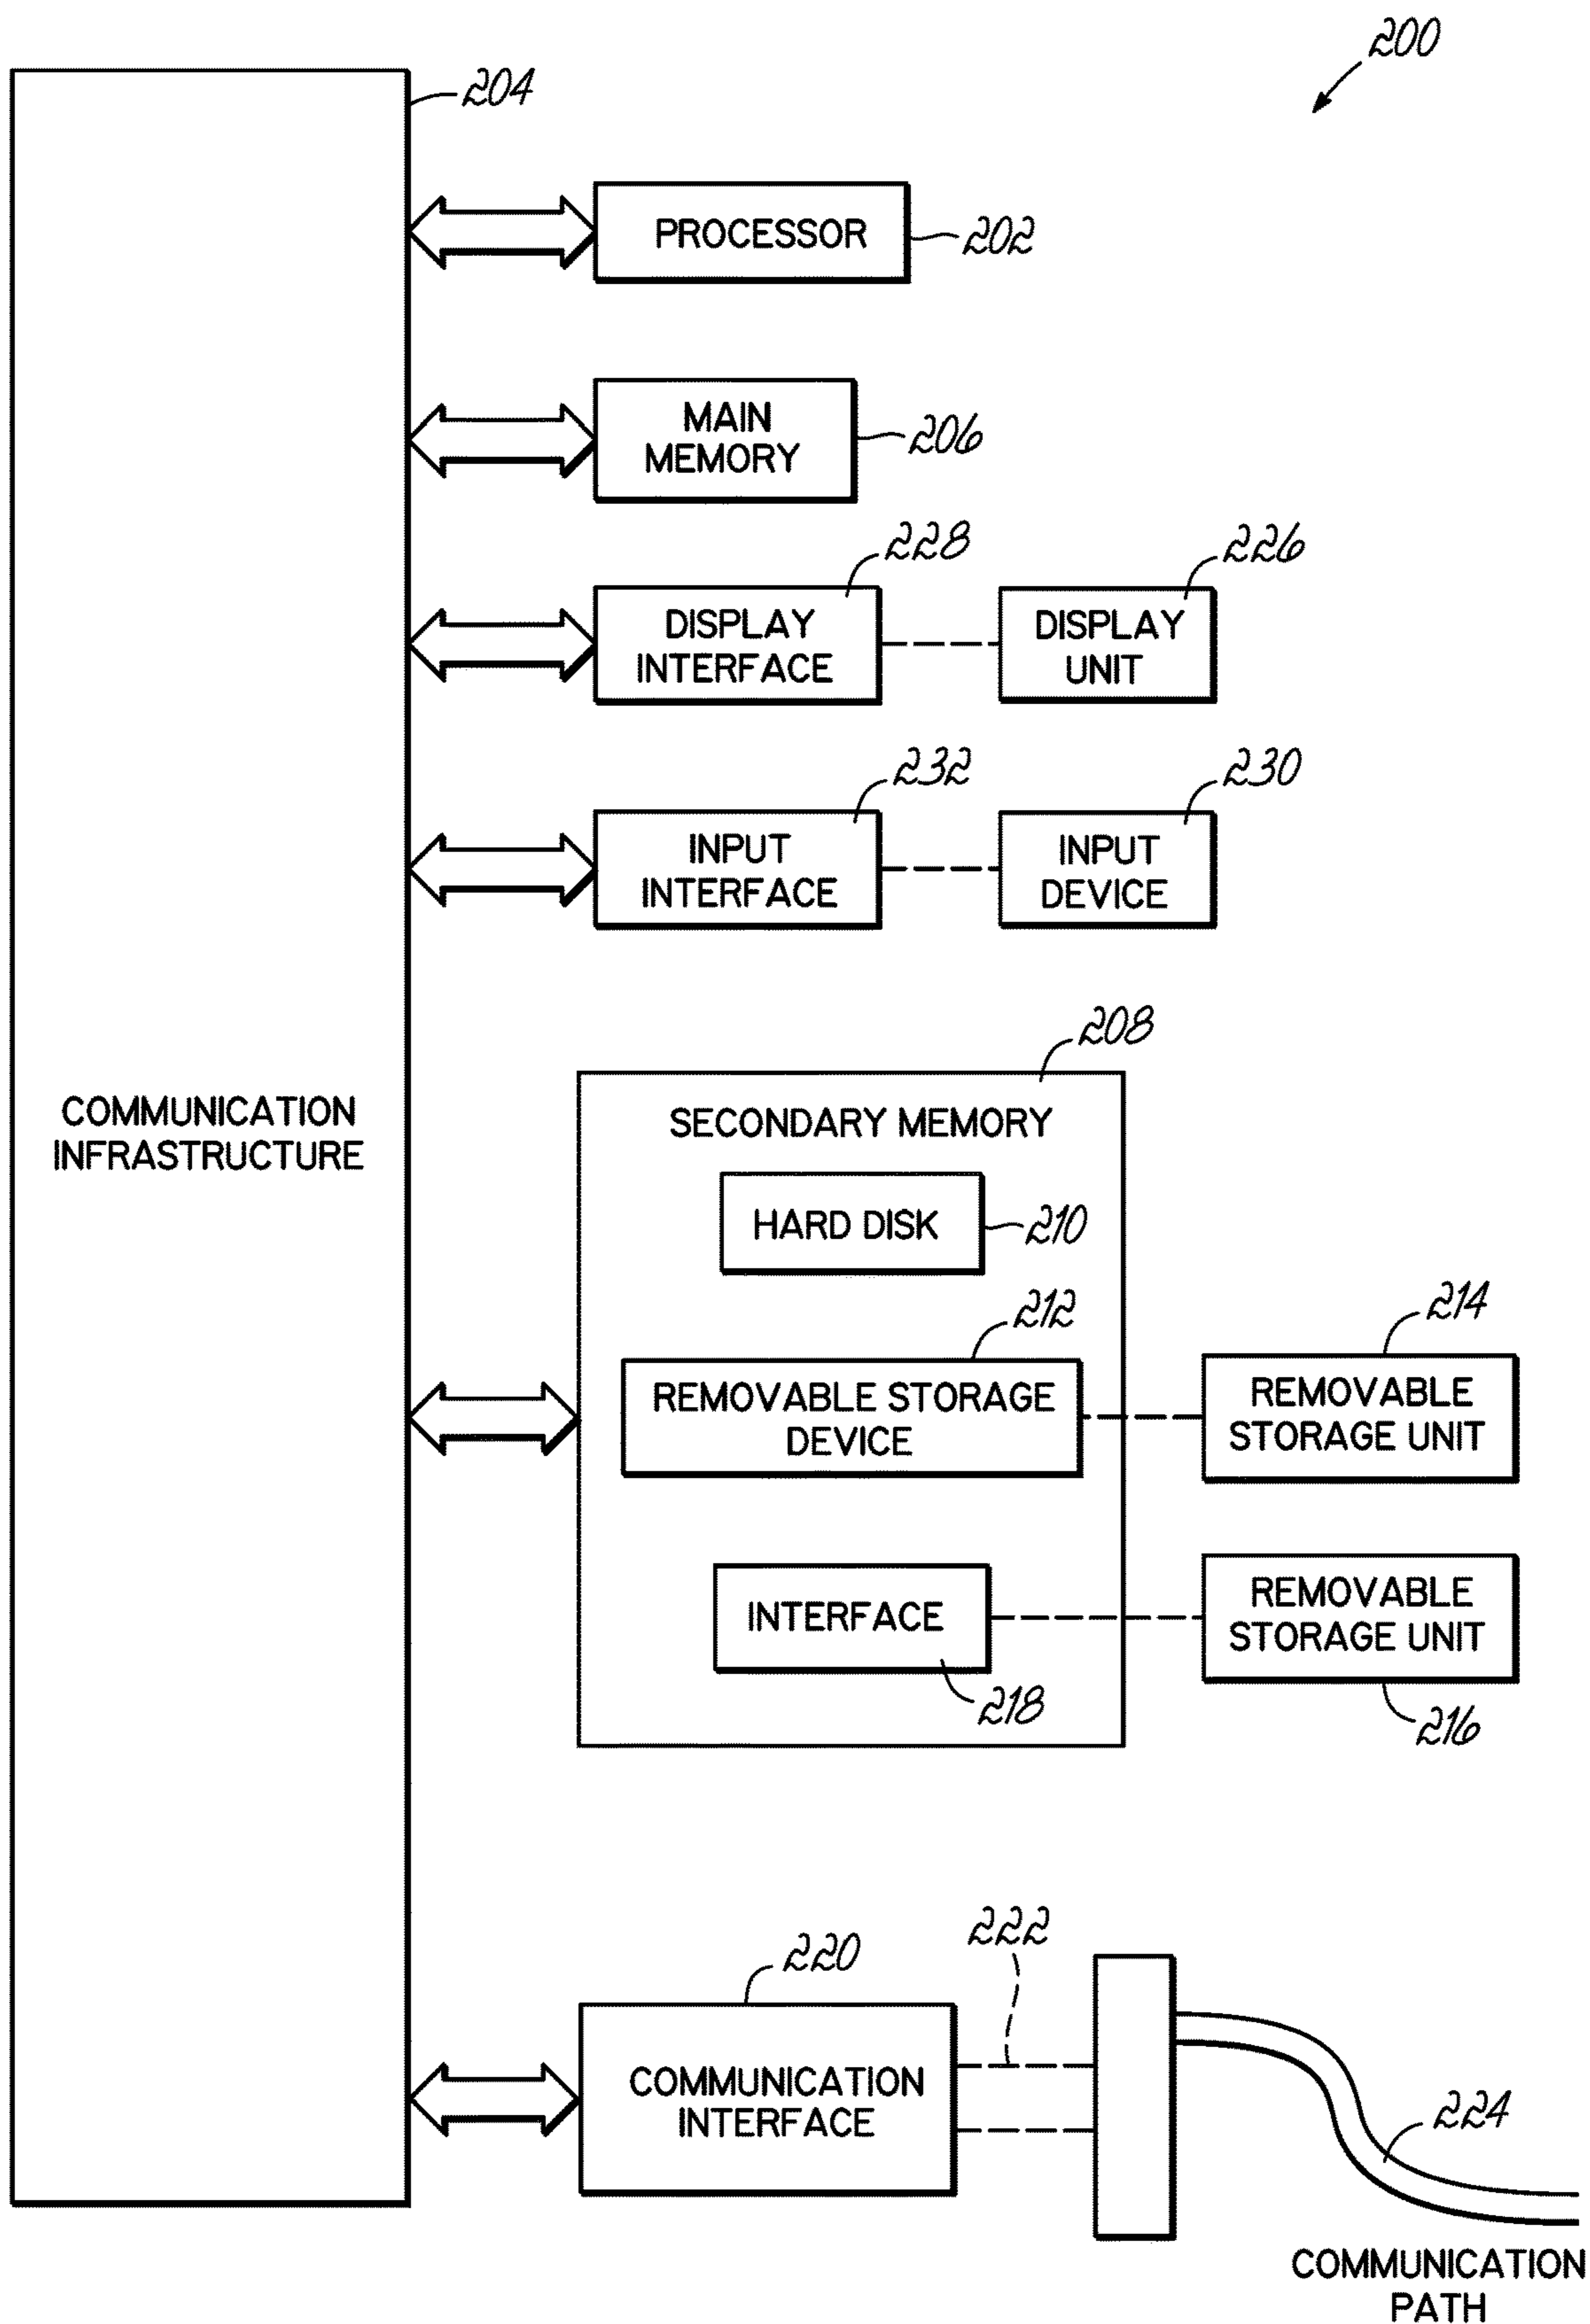 200
204
PROCESSOR
202
MAIN
MEMORY
206
228
DISPLAY
INTERFACE
226
DISPLAY
UNIT
232
INPUT
INTERFACE
230
INPUT
DEVICE
COMMUNICATION
INFRASTRUCTURE
208
SECONDARY MEMORY
HARD DISK
210
212
REMOVABLE STORAGE
DEVICE
214
REMOVABLE
STORAGE UNIT
INTERFACE
218
REMOVABLE
STORAGE UNIT
216
220
COMMUNICATION
INTERFACE
222
224
COMMUNICATION
PATH